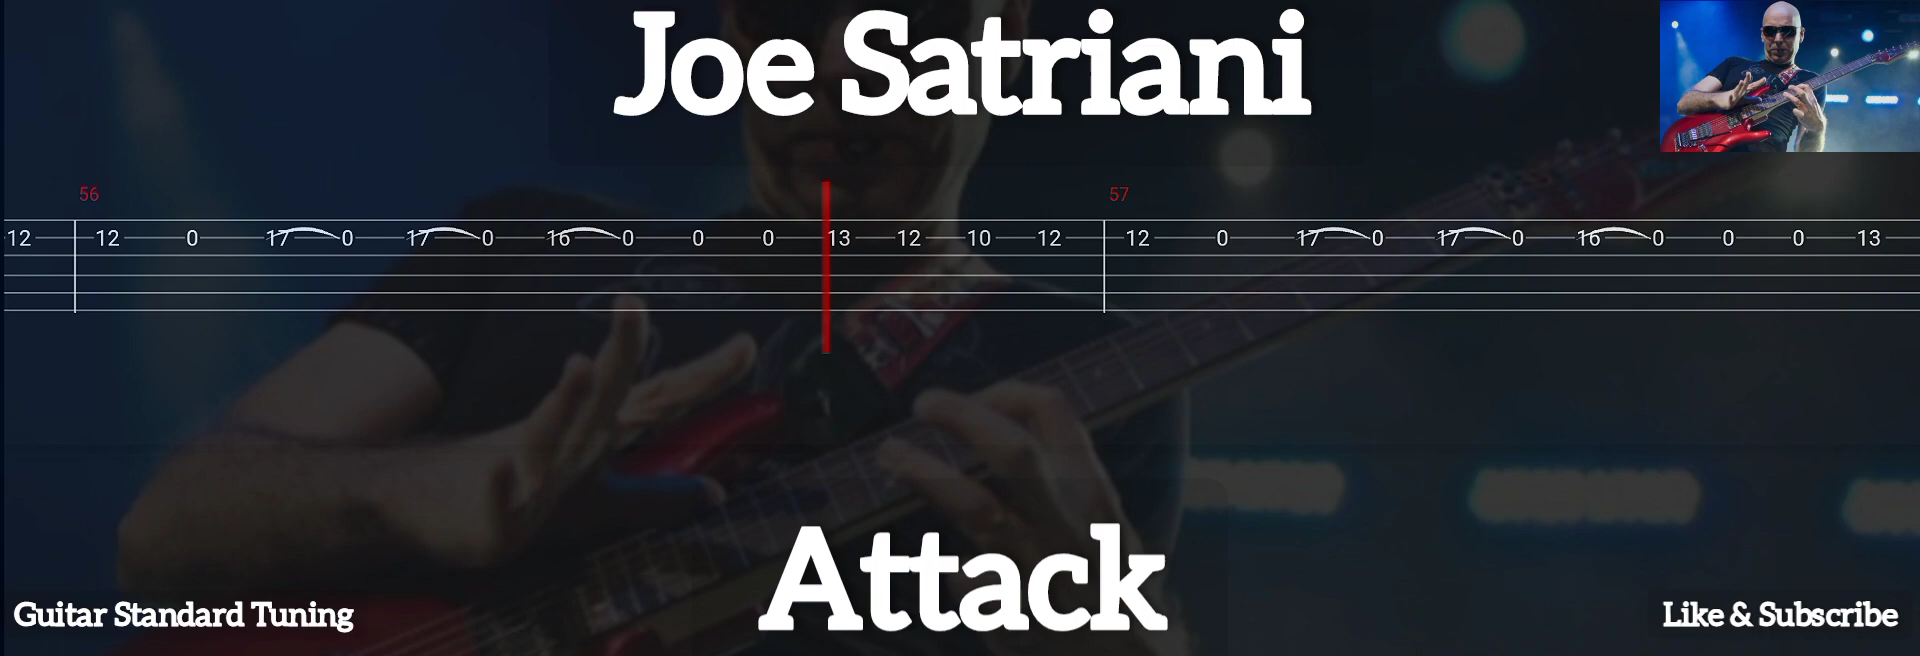 Joe Satriani
56 57
12 12 0 17 0 17 0 16 0 0 0 13 12 10 12 12 0 17 0 17 0 16 0 0 0 13
Attack
Guitar Standard Tuning Like & Subscribe